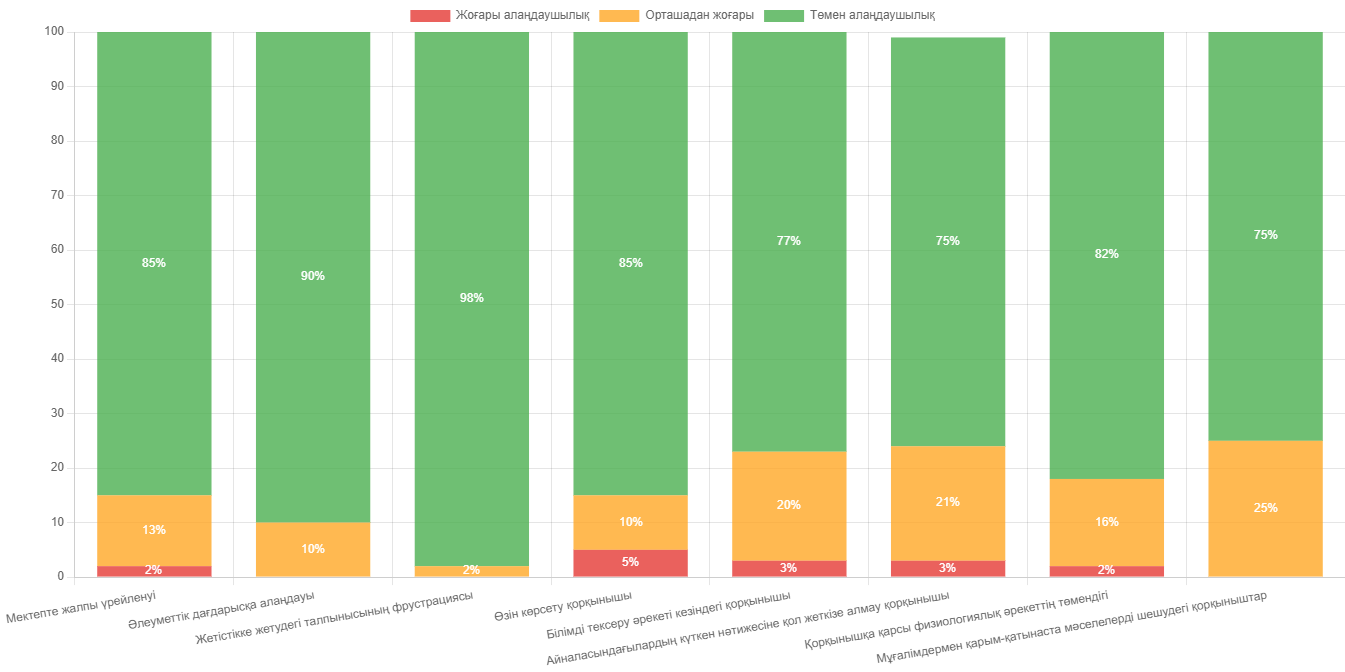 Жоғары алаңдаушылық Орташадан жоғары Төмен алаңдаушылық
100
90
80
70
60
50
40
30
20
10
0
85% 90% 98% 85% 77% 75% 82% 75%
13% 10% 2% 10% 20% 21% 16% 25%
2% 5% 3% 3% 2%
Мектепте жалпы үрейленуі
Әлеуметтік дағдарысқа алаңдауы
Жетістікке жетудегі талпынысының фрустрациясы
Өзін көрсету қорқынышы
Білімді тексеру әрекеті кезіндегі қорқынышы
Айналасындағылардың күткен нәтижесіне қол жеткізе алмау қорқынышы
Қорқынышқа қарсы физиологиялық әрекеттің төмендігі
Мұғалімдермен қарым-қатынаста мәселелерді шешудегі қорқыныштар